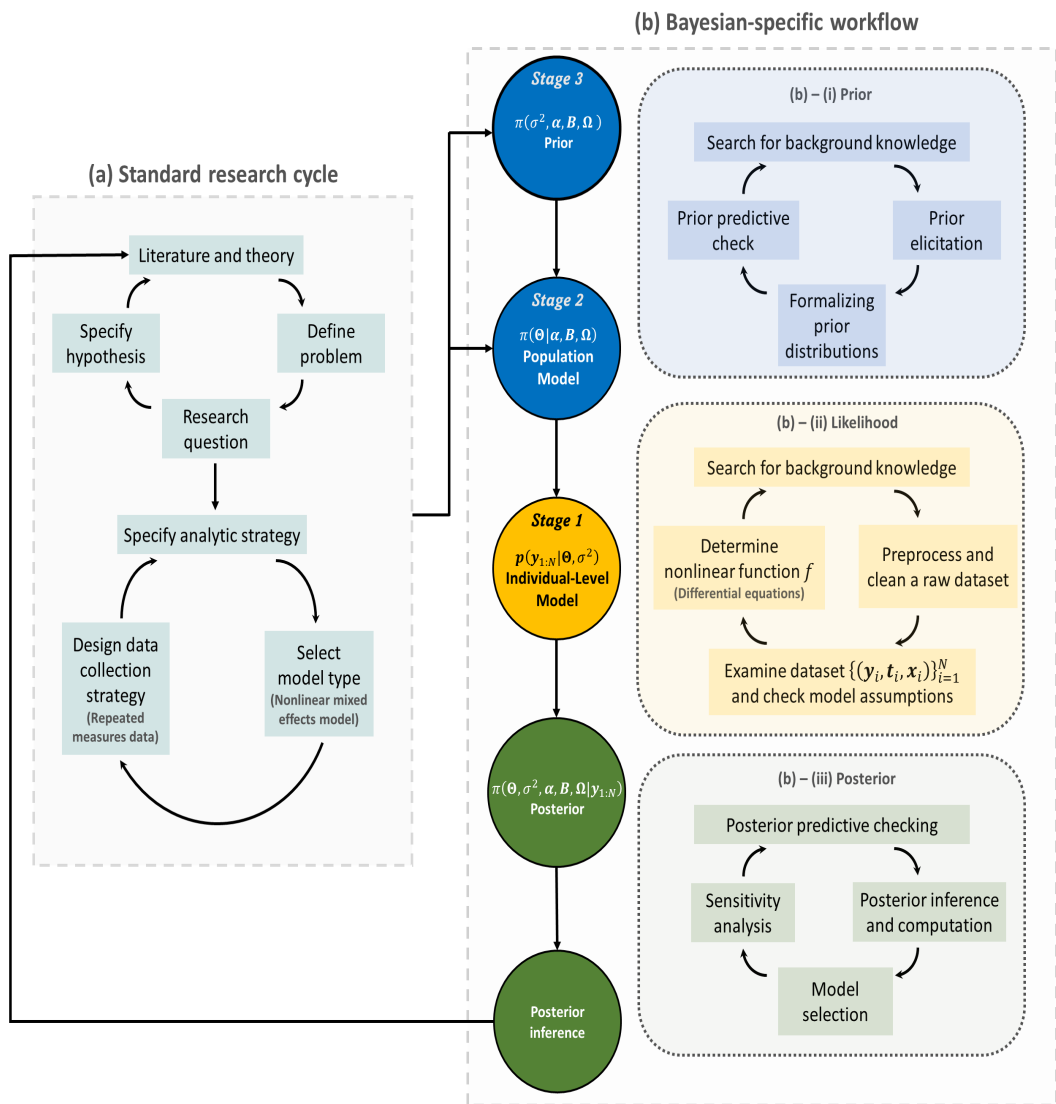 (b) Bayesian-specific workflow
(a) Standard research cycle
Literature and theory
Specify
hypothesis
Define
problem
Research
question
Specify analytic strategy
Design data
collection
strategy
(Repeated
measures data)
Select
model type
(Nonlinear mixed
effects model)
Stage 3
π(σ², α, B, Ω )
Prior
Stage 2
π(Θ|α, B, Ω)
Population
Model
Stage 1
p(y₁:N|Θ, σ²)
Individual-Level
Model
π(Θ, σ², α, B, Ω|y₁:N)
Posterior
Posterior
inference
(b) – (i) Prior
Search for background knowledge
Prior predictive
check
Prior
elicitation
Formalizing
prior
distributions
(b) – (ii) Likelihood
Search for background knowledge
Determine
nonlinear function f
(Differential equations)
Preprocess and
clean a raw dataset
Examine dataset {(yᵢ, tᵢ, xᵢ)}ᵢ₌₁ᴺ
and check model assumptions
(b) – (iii) Posterior
Posterior predictive checking
Sensitivity
analysis
Posterior inference
and computation
Model
selection